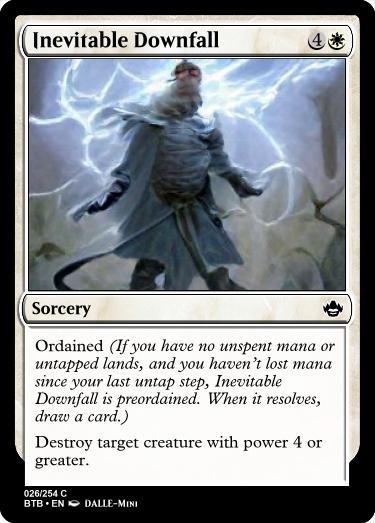 Inevitable Downfall 4
Sorcery
Ordained (If you have no unspent mana or
untapped lands, and you haven't lost mana
since your last untap step, Inevitable
Downfall is preordained. When it resolves,
draw a card.)
Destroy target creature with power 4 or
greater.
026/254 C
BTB • EN DALLE-Mini